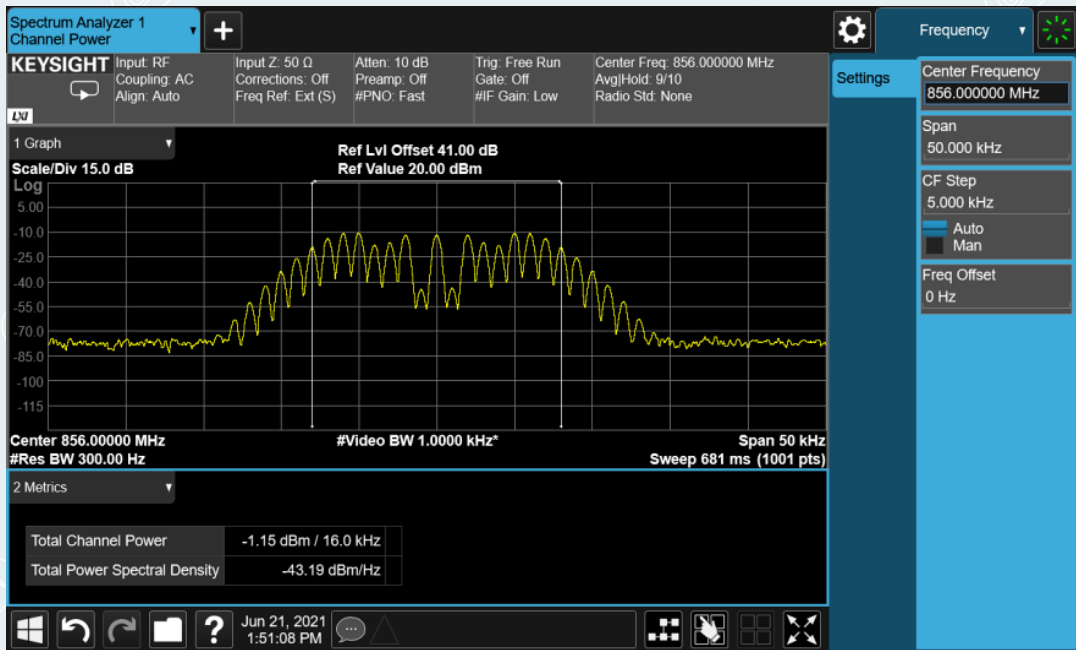 Spectrum Analyzer 1
Channel Power
+
Frequency
KEYSIGHT
LXI
Input: RF
Coupling: AC
Align: Auto
Input Z: 50 Ω
Corrections: Off
Freq Ref: Ext (S)
Atten: 10 dB
Preamp: Off
#PNO: Fast
Trig: Free Run
Gate: Off
#IF Gain: Low
Center Freq: 856.000000 MHz
Avg|Hold: 9/10
Radio Std: None
Settings
Center Frequency
856.000000 MHz
Span
50.000 kHz
CF Step
5.000 kHz
Auto
Man
Freq Offset
0 Hz
1 Graph
Scale/Div 15.0 dB
Ref Lvl Offset 41.00 dB
Ref Value 20.00 dBm
Log
5.00
-10.0
-25.0
-40.0
-55.0
-70.0
-85.0
-100
-115
Center 856.00000 MHz
#Video BW 1.0000 kHz*
Span 50 kHz
#Res BW 300.00 Hz
Sweep 681 ms (1001 pts)
2 Metrics
Total Channel Power
-1.15 dBm / 16.0 kHz
Total Power Spectral Density
-43.19 dBm/Hz
?
Jun 21, 2021
1:51:08 PM